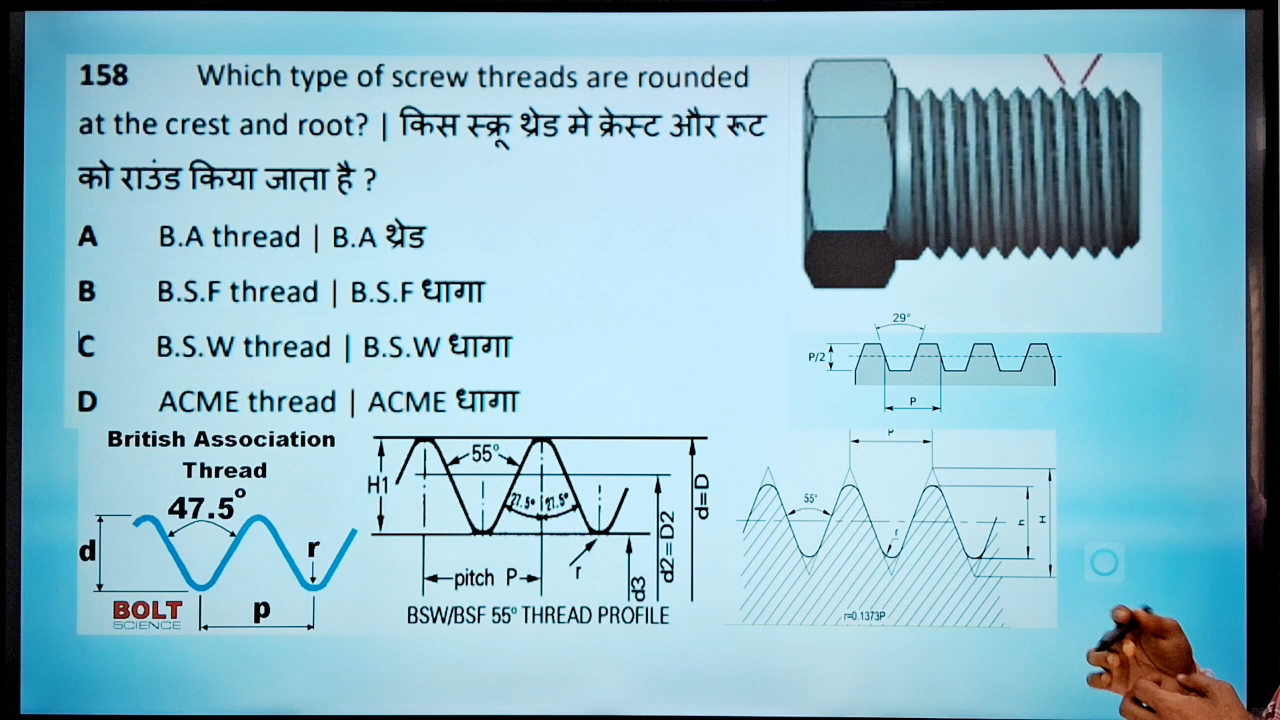 158 Which type of screw threads are rounded
at the crest and root? | किस स्क्रू थ्रेड मे क्रेस्ट और रूट
को राउंड किया जाता है ?
A B.A thread | B.A थ्रेड
B B.S.F thread | B.S.F धागा
C B.S.W thread | B.S.W धागा
D ACME thread | ACME धागा
29°
P/2
P
British Association
Thread
47.5°
d
r
p
BOLT
SCIENCE
55°
H1
27.5° 27.5°
d=D
d2=D2
d3
pitch P
r
BSW/BSF 55° THREAD PROFILE
P
55°
r
h
H
r=0.1373P